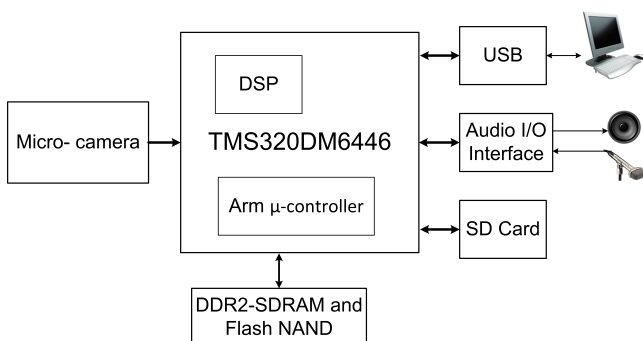 DSP
TMS320DM6446
Arm μ-controller
Micro- camera
USB
Audio I/O
Interface
SD Card
DDR2-SDRAM and
Flash NAND